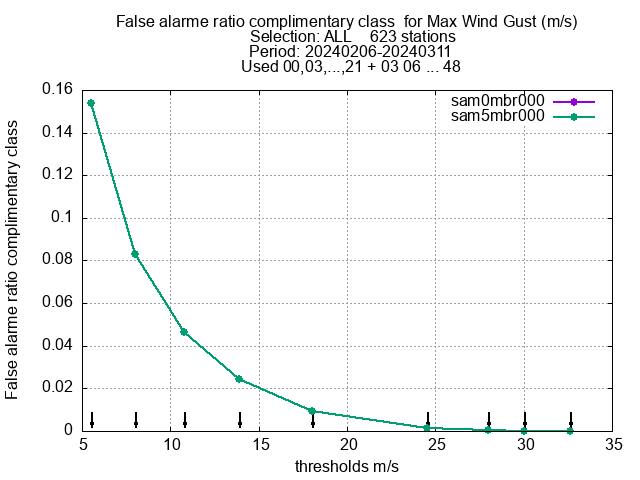 False alarme ratio complimentary class  for Max Wind Gust (m/s)
Selection: ALL    623 stations
Period: 20240206-20240311
Used 00,03,...,21 + 03 06 ... 48
sam0mbr000
sam5mbr000
False alarme ratio complimentary class
0.16
0.14
0.12
0.1
0.08
0.06
0.04
0.02
0
5 10 15 20 25 30 35
thresholds m/s